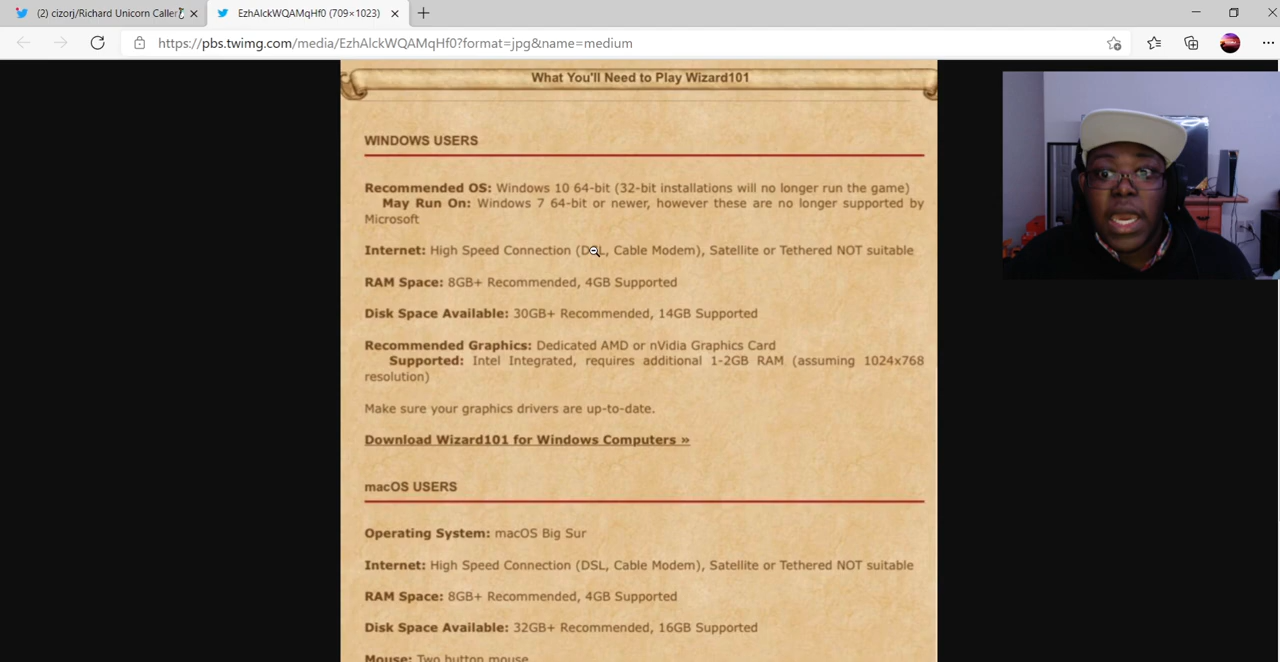 (2) cizorj/Richard Unicorn Caller
EzhAlckWQAMqHf0 (709×1023)
https://pbs.twimg.com/media/EzhAlckWQAMqHf0?format=jpg&name=medium
What You'll Need to Play Wizard101
WINDOWS USERS
Recommended OS: Windows 10 64-bit (32-bit installations will no longer run the game)
May Run On: Windows 7 64-bit or newer, however these are no longer supported by
Microsoft
Internet: High Speed Connection (DSL, Cable Modem), Satellite or Tethered NOT suitable
RAM Space: 8GB+ Recommended, 4GB Supported
Disk Space Available: 30GB+ Recommended, 14GB Supported
Recommended Graphics: Dedicated AMD or nVidia Graphics Card
Supported: Intel Integrated, requires additional 1-2GB RAM (assuming 1024x768
resolution)
Make sure your graphics drivers are up-to-date.
Download Wizard101 for Windows Computers »
macOS USERS
Operating System: macOS Big Sur
Internet: High Speed Connection (DSL, Cable Modem), Satellite or Tethered NOT suitable
RAM Space: 8GB+ Recommended, 4GB Supported
Disk Space Available: 32GB+ Recommended, 16GB Supported
Mouse: Two button mouse